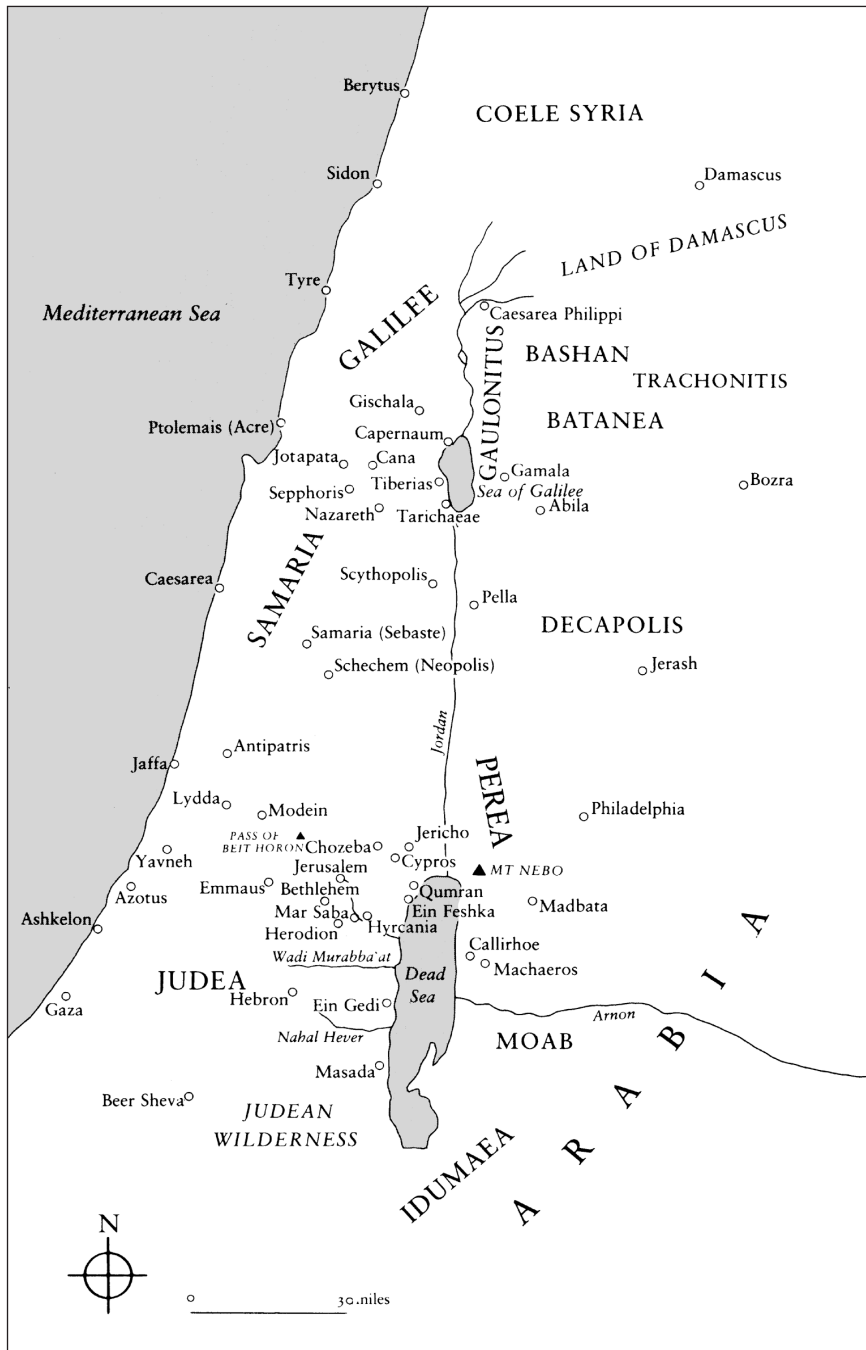 Berytus
COELE SYRIA
Sidon
Damascus
LAND OF DAMASCUS
Tyre
Mediterranean Sea
GALILEE
Caesarea Philippi
GAULONITUS
BASHAN
TRACHONITIS
Gischala
BATANEA
Ptolemais (Acre)
Capernaum
Jotapata
Cana
Gamala
Tiberias
Sea of Galilee
Bozra
Sepphoris
Nazareth
Tarichaeae
Abila
SAMARIA
Caesarea
Scythopolis
Pella
Samaria (Sebaste)
DECAPOLIS
Schechem (Neopolis)
Jerash
Jordan
Antipatris
Jaffa
PEREA
Lydda
Modein
Philadelphia
PASS OF
BEIT HORON
Chozeba
Jericho
Cypros
Yavneh
Jerusalem
MT NEBO
Emmaus
Bethlehem
Qumran
Azotus
Ein Feshka
Madbata
Mar Saba
Hyrcania
Ashkelon
Herodion
Wadi Murabba'at
Callirhoe
Machaeros
JUDEA
Dead
Sea
Hebron
Ein Gedi
Gaza
Arnon
Nahal Hever
MOAB
Masada
Beer Sheva
JUDEAN
WILDERNESS
IDUMAEA
ARABIA
N
30 .niles